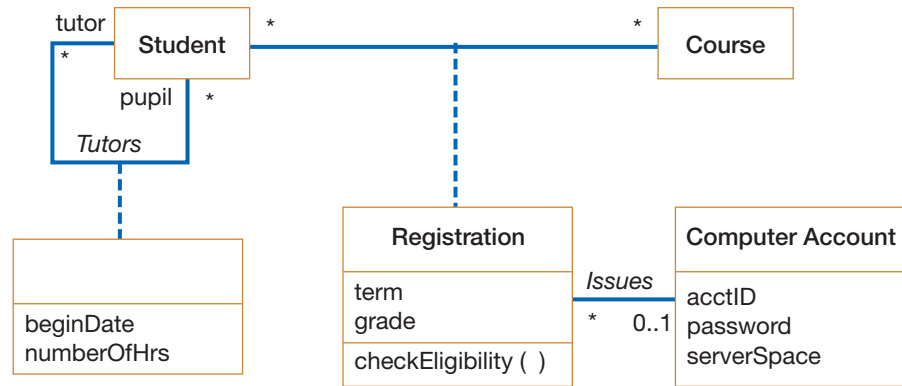 tutor
*
Student
*
*
Course
pupil
*
Tutors
Registration
Computer Account
term
grade
Issues
*
0..1
acctID
password
serverSpace
checkEligibility ( )
beginDate
numberOfHrs